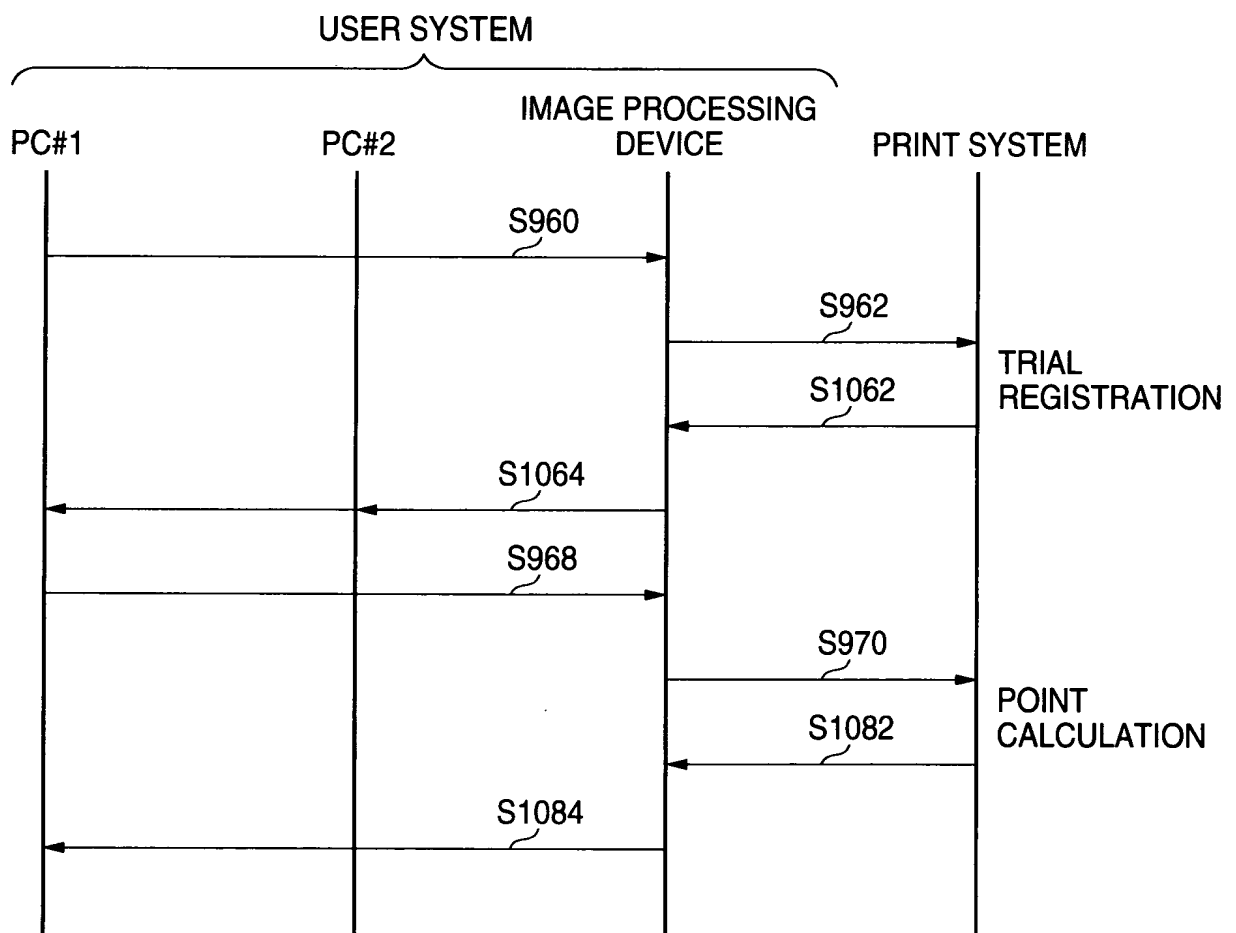 USER SYSTEM
PC#1
PC#2
IMAGE PROCESSING
DEVICE
PRINT SYSTEM
S960
S962
TRIAL
REGISTRATION
S1062
S1064
S968
S970
POINT
CALCULATION
S1082
S1084